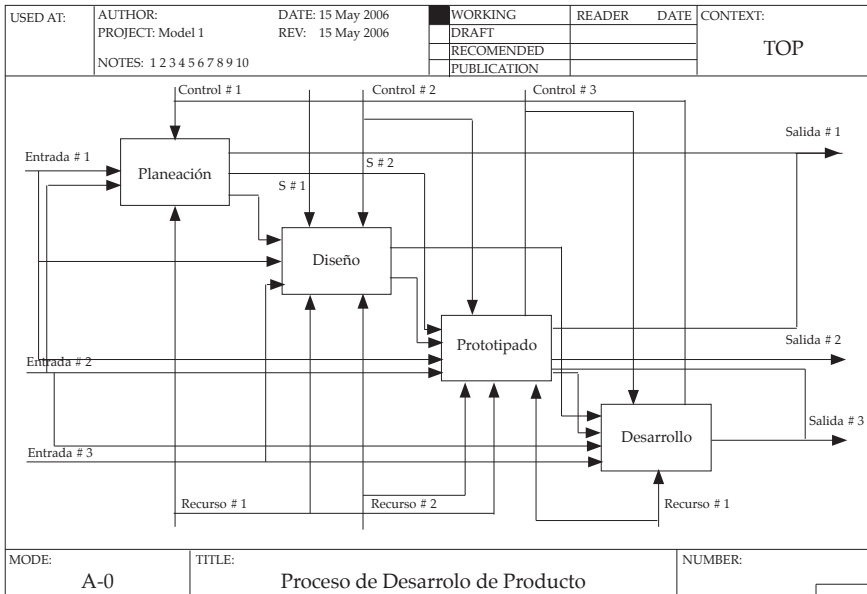 USED AT:
AUTHOR:
DATE: 15 May 2006
PROJECT: Model 1
REV: 15 May 2006
NOTES: 1 2 3 4 5 6 7 8 9 10
WORKING
DRAFT
RECOMENDED
PUBLICATION
READER
DATE
CONTEXT:
TOP
Control # 1
Control # 2
Control # 3
Salida # 1
Entrada # 1
Planeación
S # 2
S # 1
Diseño
Prototipado
Salida # 2
Entrada # 2
Desarrollo
Salida # 3
Entrada # 3
Recurso # 1
Recurso # 2
Recurso # 1
MODE:
A-0
TITLE:
Proceso de Desarrolo de Producto
NUMBER: